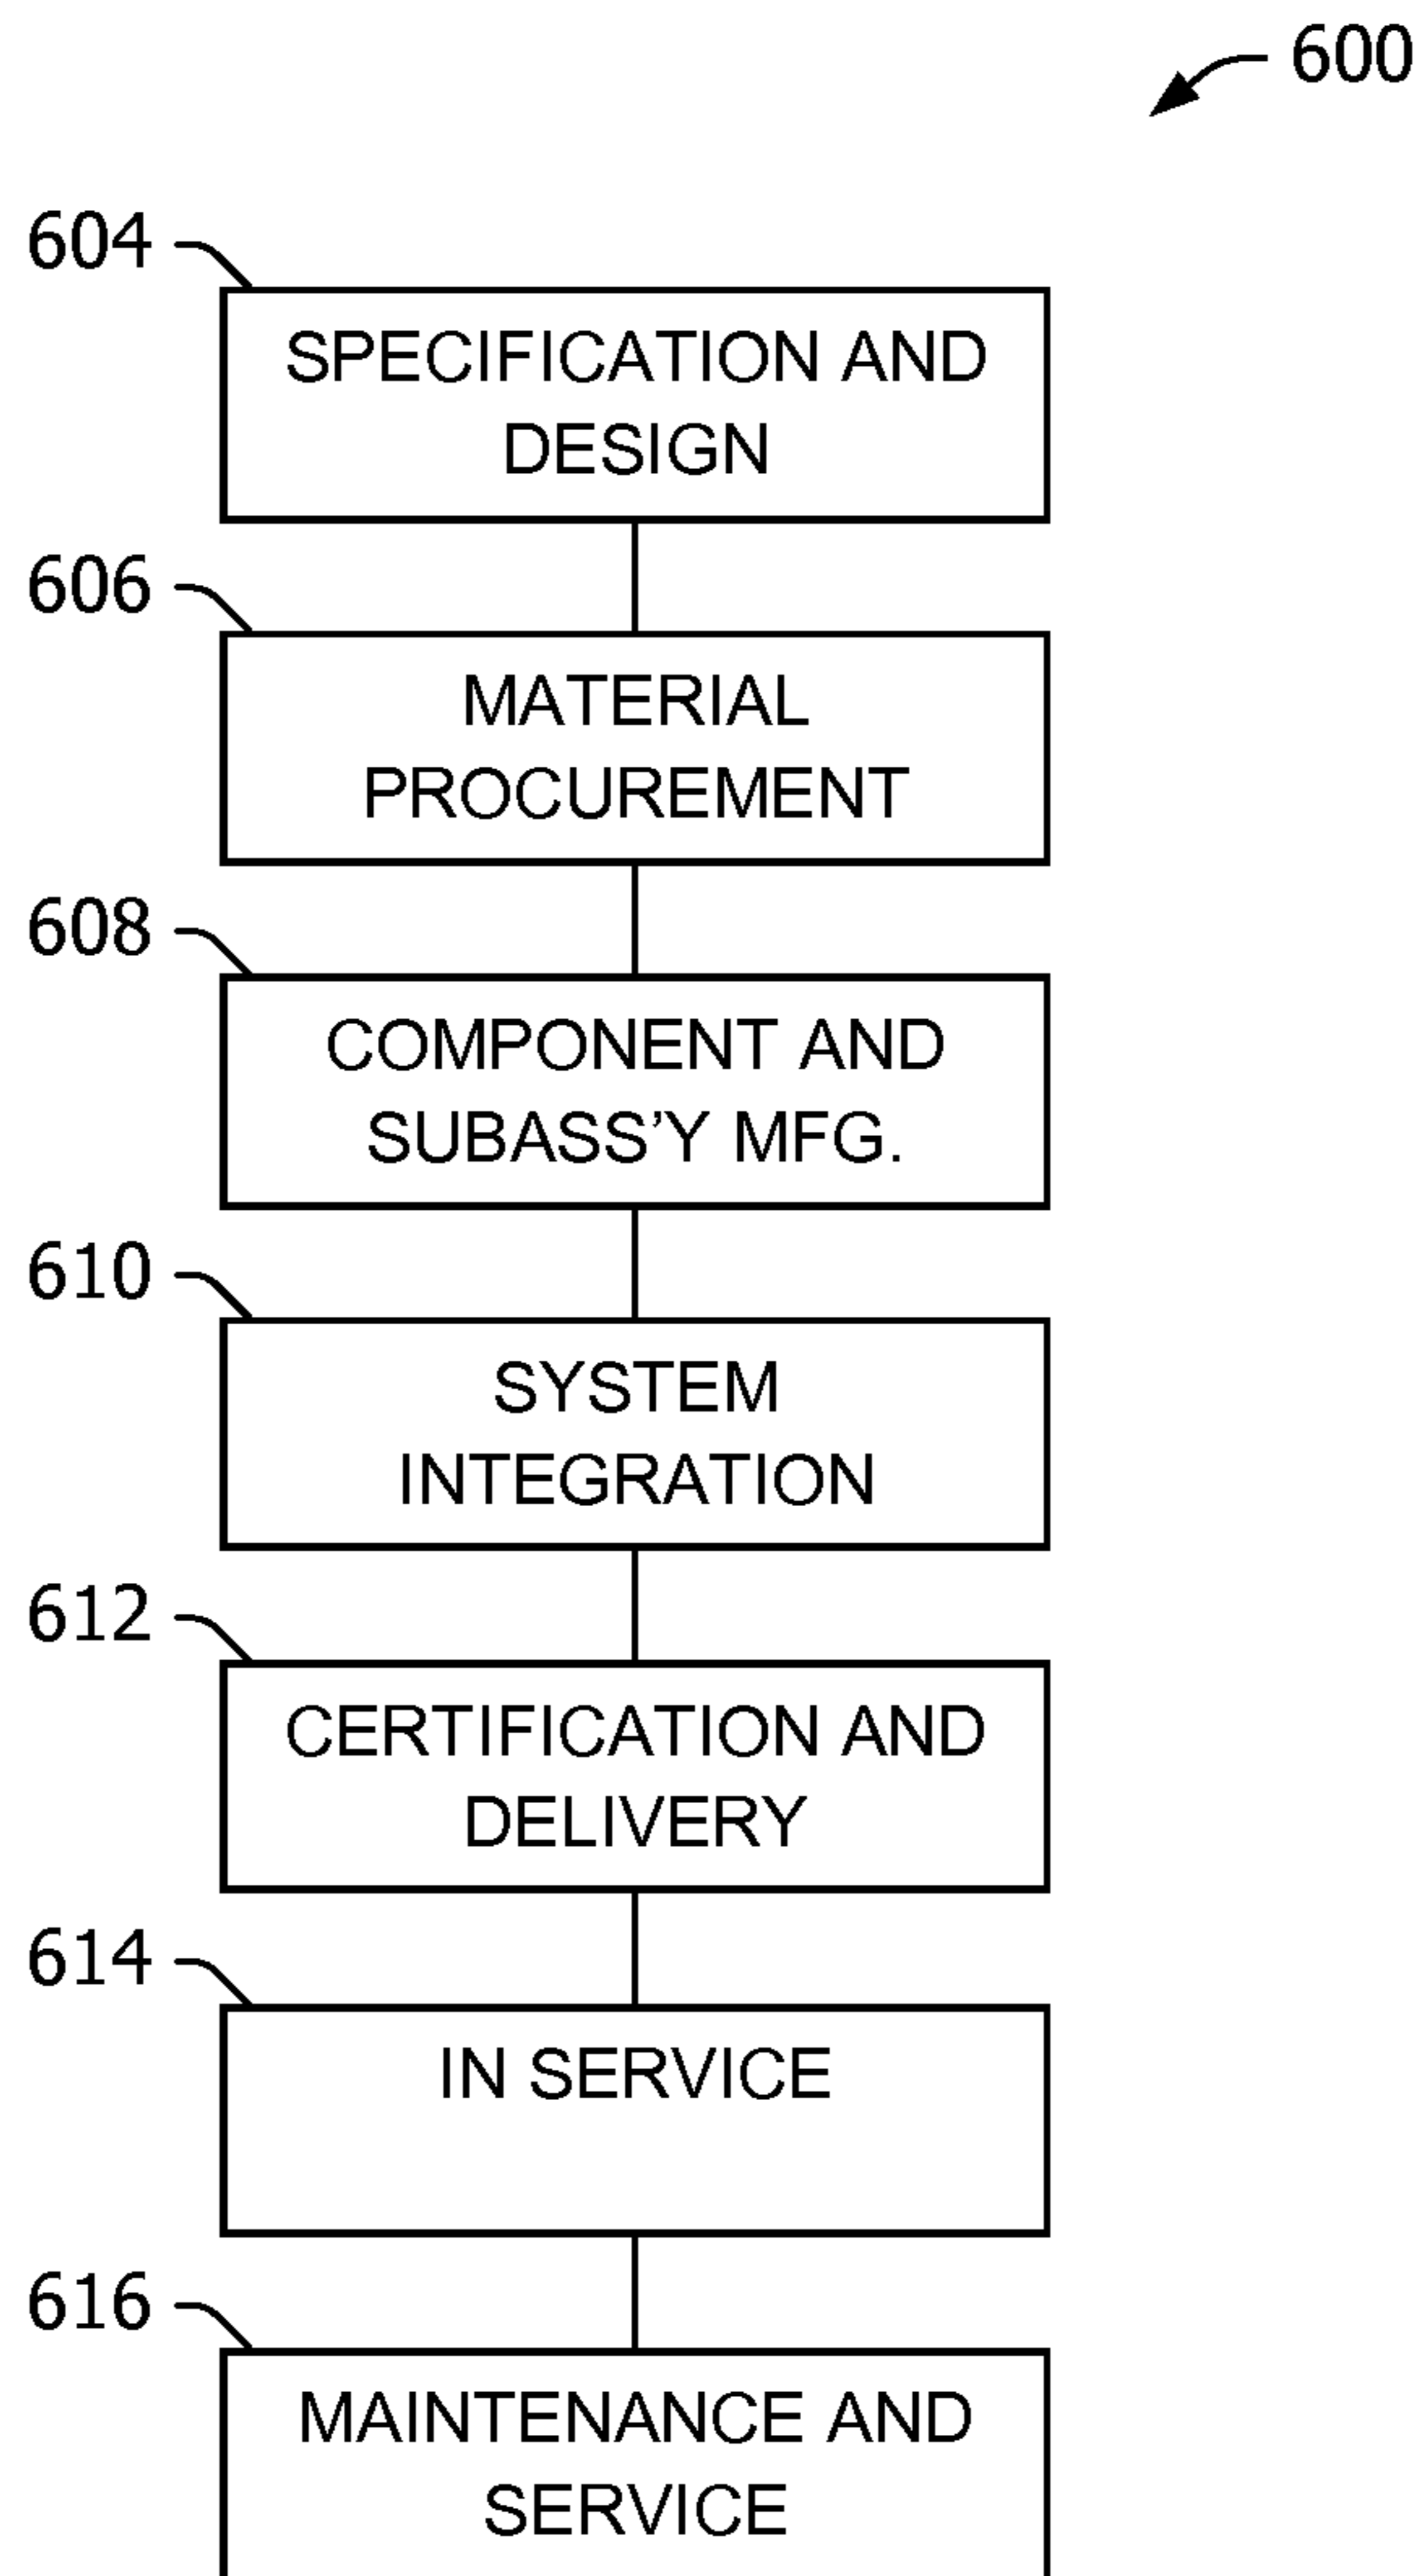 600
604
SPECIFICATION AND
DESIGN
606
MATERIAL
PROCUREMENT
608
COMPONENT AND
SUBASS’Y MFG.
610
SYSTEM
INTEGRATION
612
CERTIFICATION AND
DELIVERY
614
IN SERVICE
616
MAINTENANCE AND
SERVICE